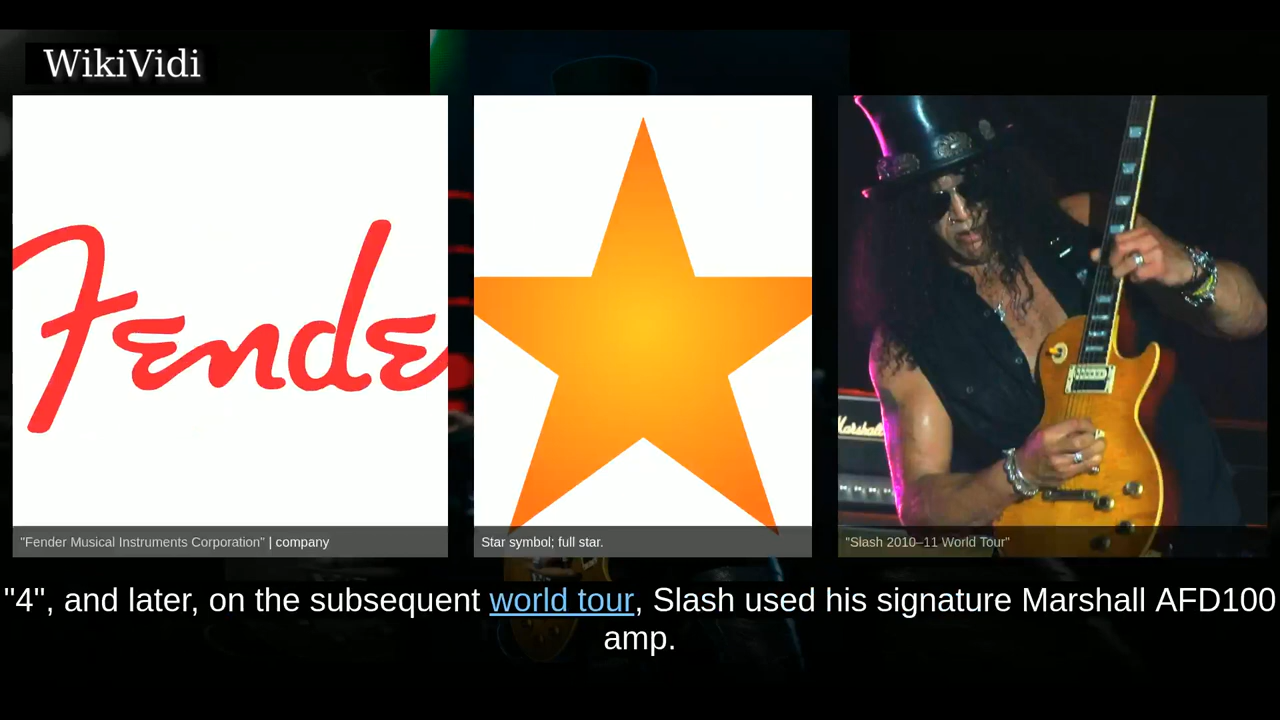 WikiVidi
Fende
Marshall
"Fender Musical Instruments Corporation" | company
Star symbol; full star.
"Slash 2010–11 World Tour"
"4", and later, on the subsequent world tour, Slash used his signature Marshall AFD100
amp.